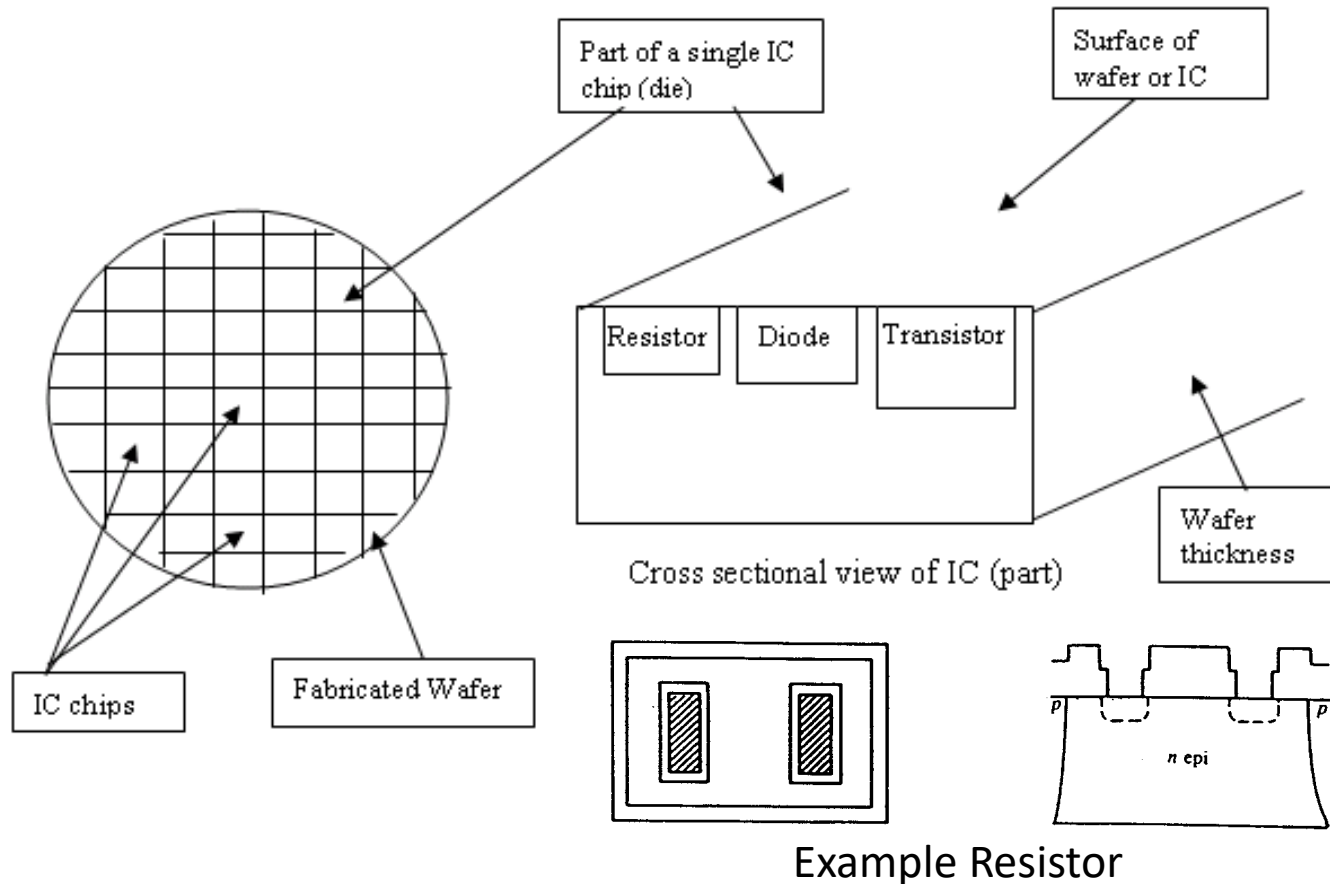 Part of a single IC
chip (die)
Surface of
wafer or IC
Resistor
Diode
Transistor
Wafer
thickness
Cross sectional view of IC (part)
IC chips
Fabricated Wafer
p
p
n epi
Example Resistor